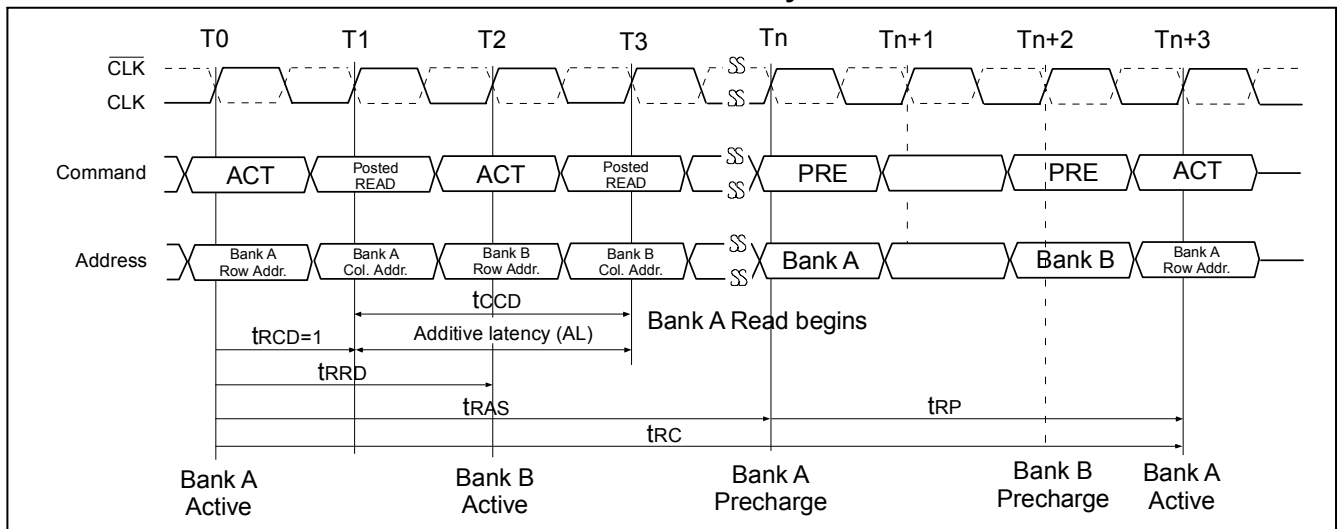 T0 T1 T2 T3 Tn Tn+1 Tn+2 Tn+3
CLK
CLK
Command
ACT
Posted
READ
ACT
Posted
READ
PRE
PRE
ACT
Address
Bank A
Row Addr.
Bank A
Col. Addr.
Bank B
Row Addr.
Bank B
Col. Addr.
Bank A
Bank B
Bank A
Row Addr.
tCCD
Bank A Read begins
tRCD=1
Additive latency (AL)
tRRD
tRAS
tRP
tRC
Bank A
Active
Bank B
Active
Bank A
Precharge
Bank B
Precharge
Bank A
Active